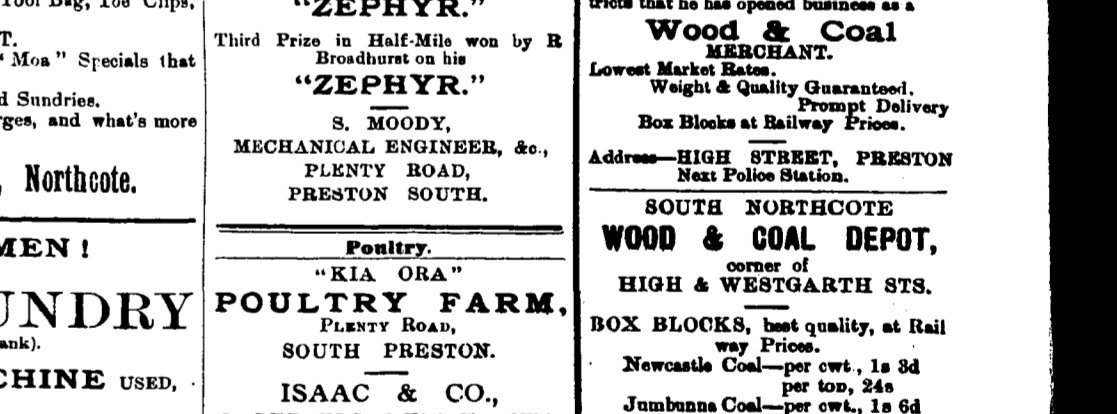 Tool Bag, Toe Clips,
T.
"Moa" Specials that
d Sundries.
rges, and what's more
, Northcote.
MEN!
UNDRY
ank).
CHINE USED,
"ZEPHYR."
Third Prize in Half-Mile won by R
Broadhurst on his
"ZEPHYR."
S. MOODY,
MECHANICAL ENGINEER, &c.,
PLENTY ROAD,
PRESTON SOUTH.
Poultry.
"KIA ORA"
POULTRY FARM,
PLENTY ROAD,
SOUTH PRESTON.
ISAAC & CO.,
tricts that he has opened business as a
Wood & Coal
MERCHANT.
Lowest Market Rates.
Weight & Quality Guaranteed.
Prompt Delivery
Box Blocks at Railway Prices.
Address—HIGH STREET, PRESTON
Next Police Station.
SOUTH NORTHCOTE
WOOD & COAL DEPOT,
corner of
HIGH & WESTGARTH STS.
BOX BLOCKS, best quality, at Rail
way Prices.
Newcastle Coal—per cwt., 1s 3d
per ton, 24s
Jumbunna Coal—per cwt., 1s 6d